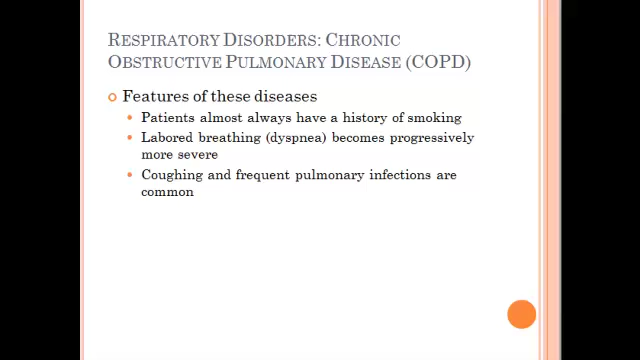 RESPIRATORY DISORDERS: CHRONIC
OBSTRUCTIVE PULMONARY DISEASE (COPD)
Features of these diseases
Patients almost always have a history of smoking
Labored breathing (dyspnea) becomes progressively
more severe
Coughing and frequent pulmonary infections are
common